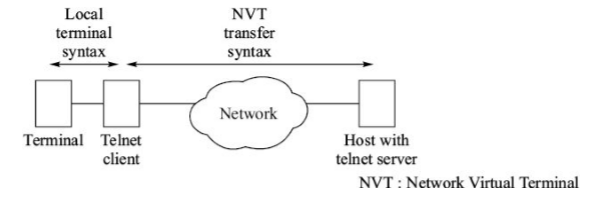 Local
terminal
syntax
NVT
transfer
syntax
Network
Terminal
Telnet
client
Host with
telnet server
NVT : Network Virtual Terminal